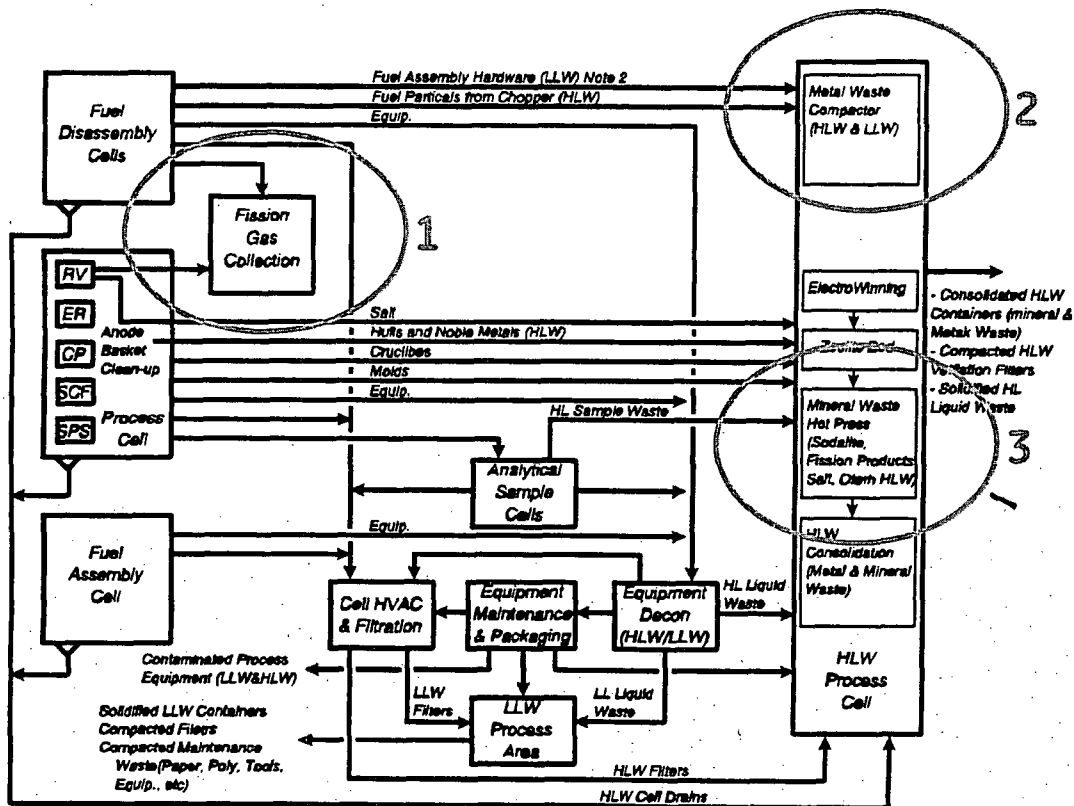 Fuel Assembly Hardware (LLW) Note 2
Fuel Particals from Chopper (HLW)
Equip.
Fuel
Disassembly
Cells
Metal Waste
Compactor
(HLW & LLW)
2
Fission
Gas
Collection
1
RV
ER
CP
SCF
SPS
Anode
Basket
Clean-up
Process
Cell
Salt
Hulls and Noble Metals (HLW)
Crucibes
Molds
Equip.
HL Sample Waste
ElectroWinning
Mineral Waste
Hot Press
(Sodalite,
Fission Products
Salt, Other HLW)
3
HLW
Consolidation
(Metal & Mineral
Waste)
HLW
Process
Cell
- Consolidated HLW
Containers (mineral &
Metak Waste)
- Compacted HLW
Filters
- Solidified HL
Liquid Waste
Analytical
Sample
Cells
Fuel
Assembly
Cell
Equip.
Cell HVAC
& Filtration
Equipment
Maintenance
& Packaging
Equipment
Decon
(HLW/LLW)
HL Liquid
Waste
Contaminated Process
Equipment (LLW&HLW)
LLW
Filters
LL Liquid
Waste
LLW
Process
Area
Solidified LLW Containers
Compacted Filters
Compacted Maintenance
Waste(Paper, Poly, Tools,
Equip., etc)
HLW Filters
HLW Cell Drains